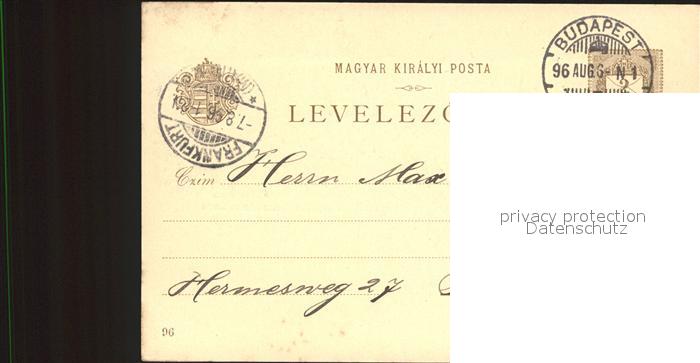 BUDAPEST
MAGYAR KIRÁLYI POSTA
96 AUG 6 N 1
LEVELEZŐ
FRANKFURT
Czim Herrn Max
privacy protection
Datenschutz
Hermesweg 27
96